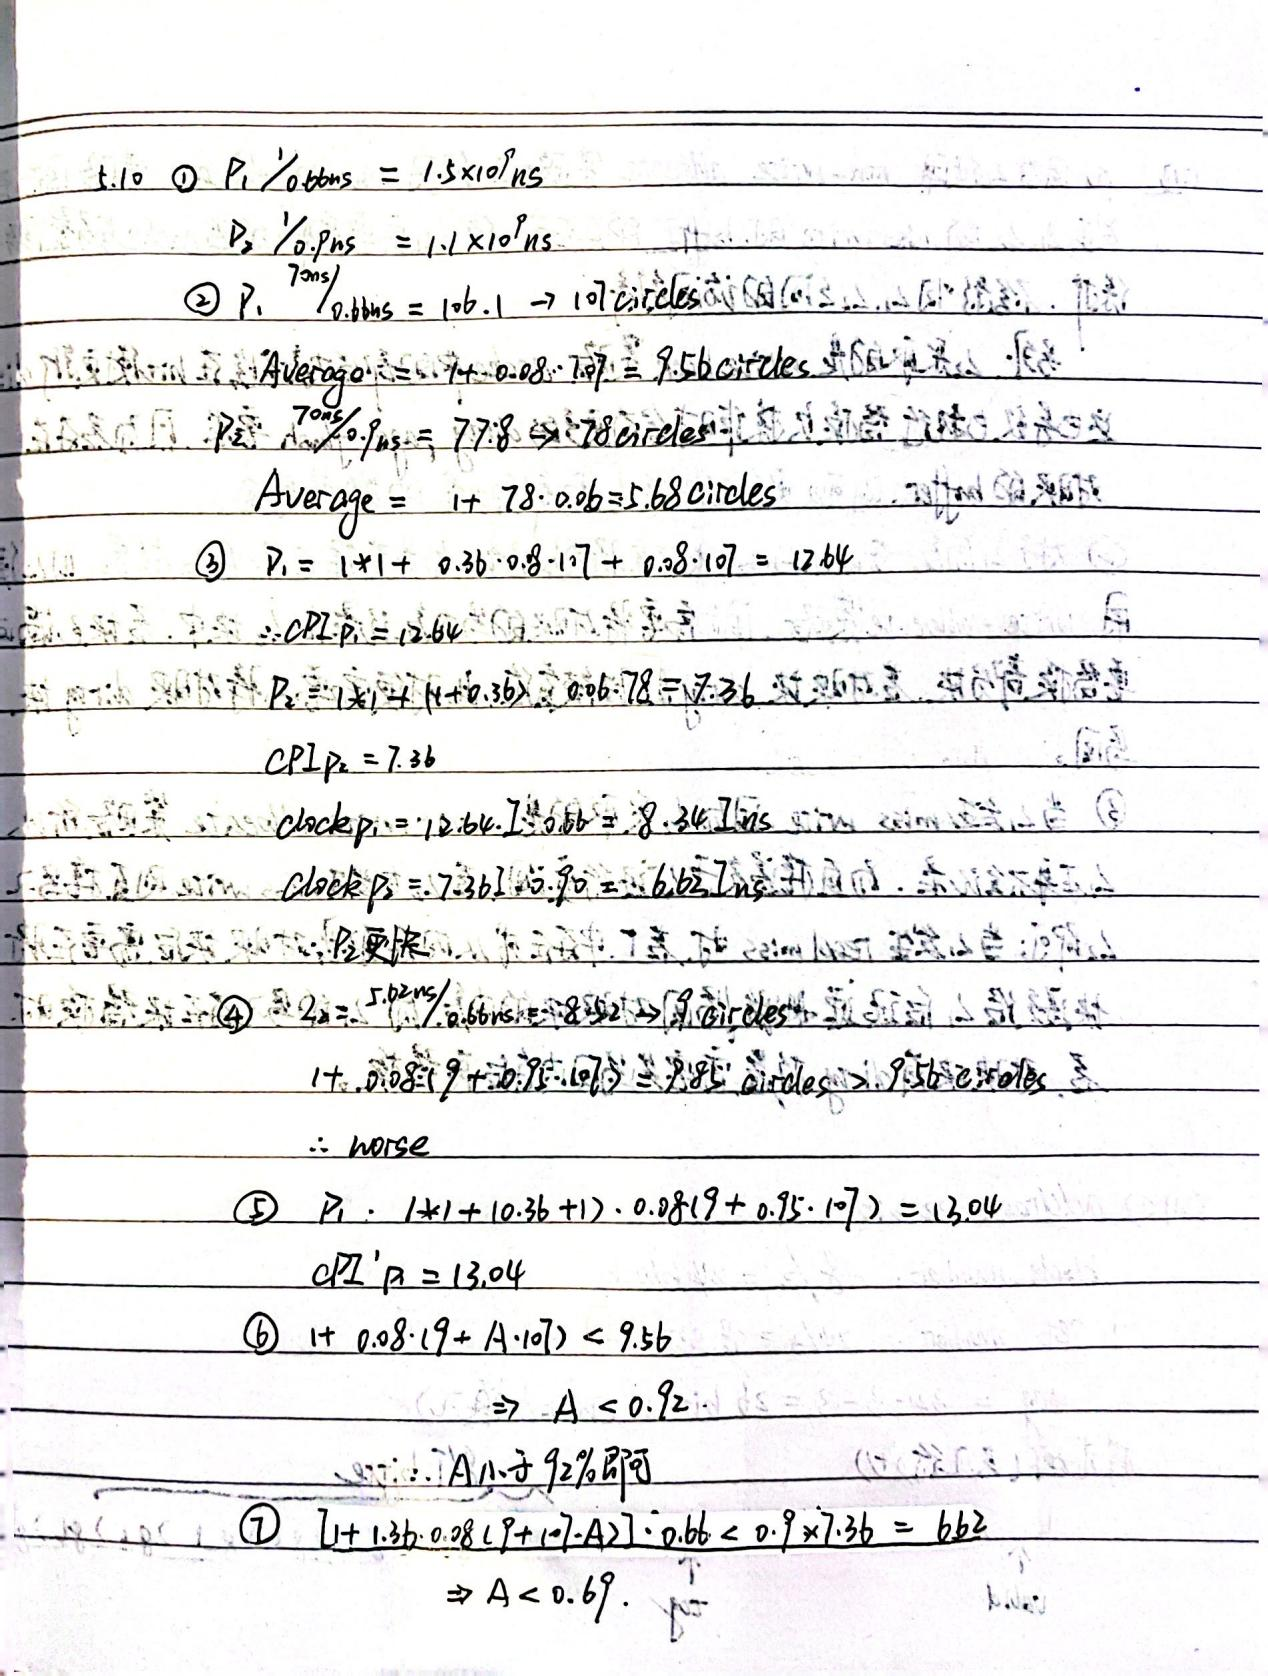 5.10 ① P₁ 1/0.66ns = 1.5×10⁹ns
P₂ 1/0.9ns = 1.1×10⁹ns
② P₁ 70ns/0.66ns = 106.1 → 107 circles
Average = 1+ 0.08·107 = 9.56 circles
P₂ 70ns/0.9ns = 77.8 → 78 circles
Average = 1+ 78·0.06=5.68 circles
③ P₁ = 1*1+ 0.36·0.8·107 + 0.08·107 = 12.64
∴ CPI P₁ = 12.64
P₂ = 1*1 + (1+0.36)·0.06·78 = 7.36
CPI P₂ = 7.36
clock P₁ = 12.64·I·0.66 = 8.34 I ns
clock P₂ = 7.36 I·0.90 = 6.63 I ns
∴ P₂更快
④ L₂ = 5.62ns/0.66ns = 8.52 → 9 circles
1+ 0.08·(9+0.95·107) = 9.85 circles > 9.56 circles
∴ worse
⑤ P₁. 1*1+(0.36+1)·0.08(9+0.95·107) = 13.04
CPI'P₁ = 13.04
⑥ 1+ 0.08·(9+A·107) < 9.56
⇒ A < 0.92.
∴ A小于92%即可
⑦ [1+1.36·0.08(9+107·A)]·0.66 < 0.9×7.36 = 662
⇒ A < 0.69.